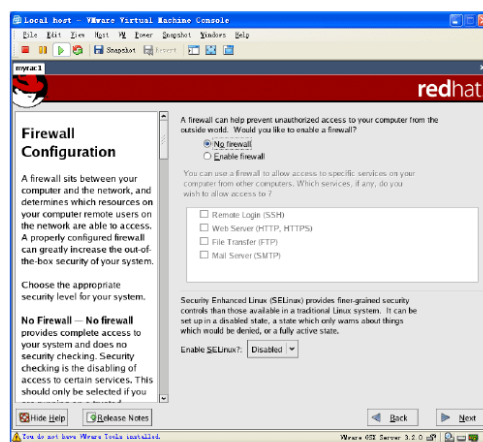 Local host - VMware Virtual Machine Console
File Edit View Host VM Power Snapshot Windows Help
Snapshot Revert
myrac1
redhat
Firewall
Configuration
A firewall sits between your
computer and the network, and
determines which resources on
your computer remote users on
the network are able to access.
A properly configured firewall
can greatly increase the out-of-
the-box security of your system.
Choose the appropriate
security level for your system.
No Firewall — No firewall
provides complete access to
your system and does no
security checking. Security
checking is the disabling of
access to certain services. This
should only be selected if you
are running on a trusted
A firewall can help prevent unauthorized access to your computer from the
outside world. Would you like to enable a firewall?
No firewall
Enable firewall
You can use a firewall to allow access to specific services on your
computer from other computers. Which services, if any, do you
wish to allow access to ?
Remote Login (SSH)
Web Server (HTTP, HTTPS)
File Transfer (FTP)
Mail Server (SMTP)
Security Enhanced Linux (SELinux) provides finer-grained security
controls than those available in a traditional Linux system. It can be
set up in a disabled state, a state which only warns about things
which would be denied, or a fully active state.
Enable SELinux?: Disabled
Hide Help Release Notes Back Next
You do not have VMware Tools installed. VMware GSX Server 3.2.0